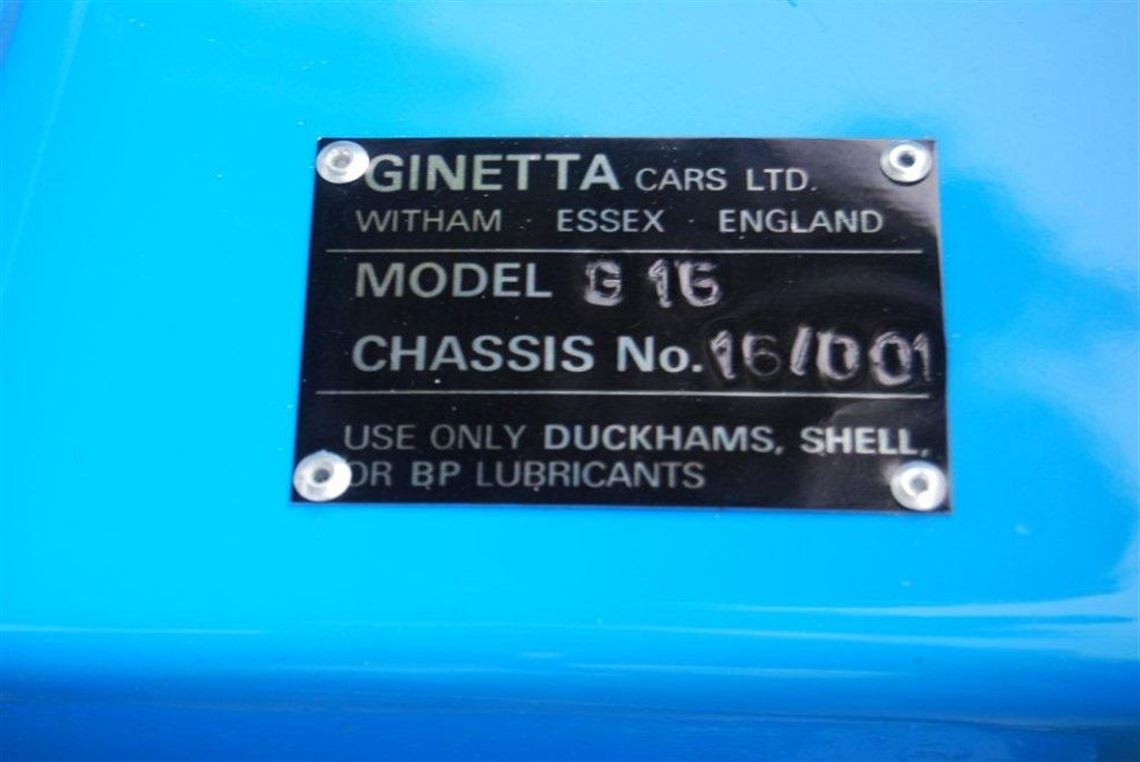 GINETTA CARS LTD.
WITHAM · ESSEX · ENGLAND
MODEL G 16
CHASSIS No. 16/001
USE ONLY DUCKHAMS, SHELL,
OR BP LUBRICANTS